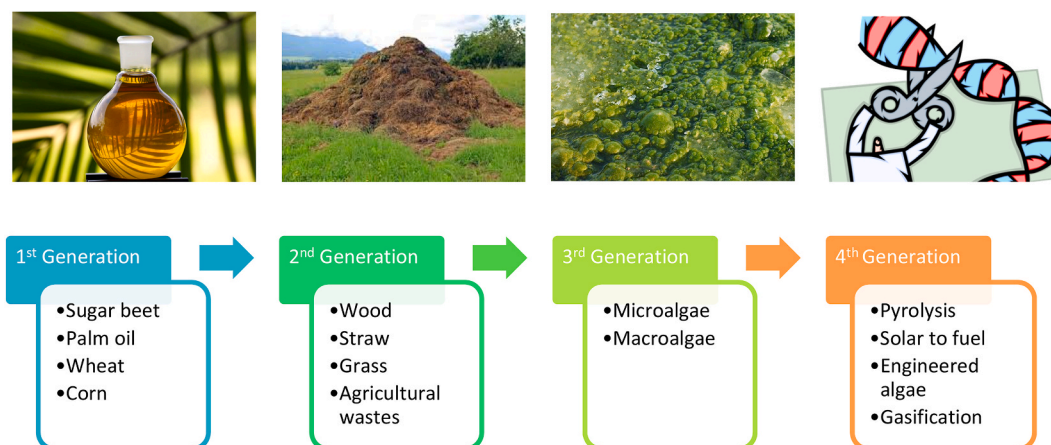 1st Generation
•Sugar beet
•Palm oil
•Wheat
•Corn
2nd Generation
•Wood
•Straw
•Grass
•Agricultural
wastes
3rd Generation
•Microalgae
•Macroalgae
4th Generation
•Pyrolysis
•Solar to fuel
•Engineered
algae
•Gasification